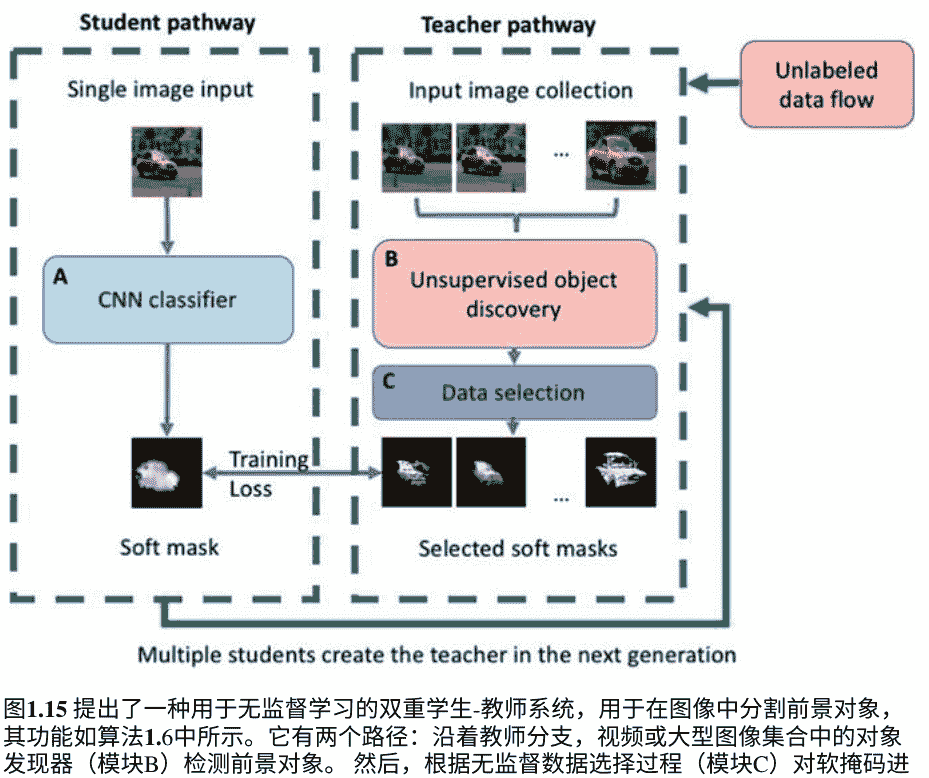 Student pathway
Teacher pathway
Single image input
Input image collection
Unlabeled
data flow
...
A
CNN classifier
B
Unsupervised object
discovery
C
Data selection
Training
Loss
...
Soft mask
Selected soft masks
Multiple students create the teacher in the next generation
图1.15 提出了一种用于无监督学习的双重学生-教师系统，用于在图像中分割前景对象，
其功能如算法1.6中所示。它有两个路径：沿着教师分支，视频或大型图像集合中的对象
发现器（模块B）检测前景对象。 然后，根据无监督数据选择过程（模块C）对软掩码进